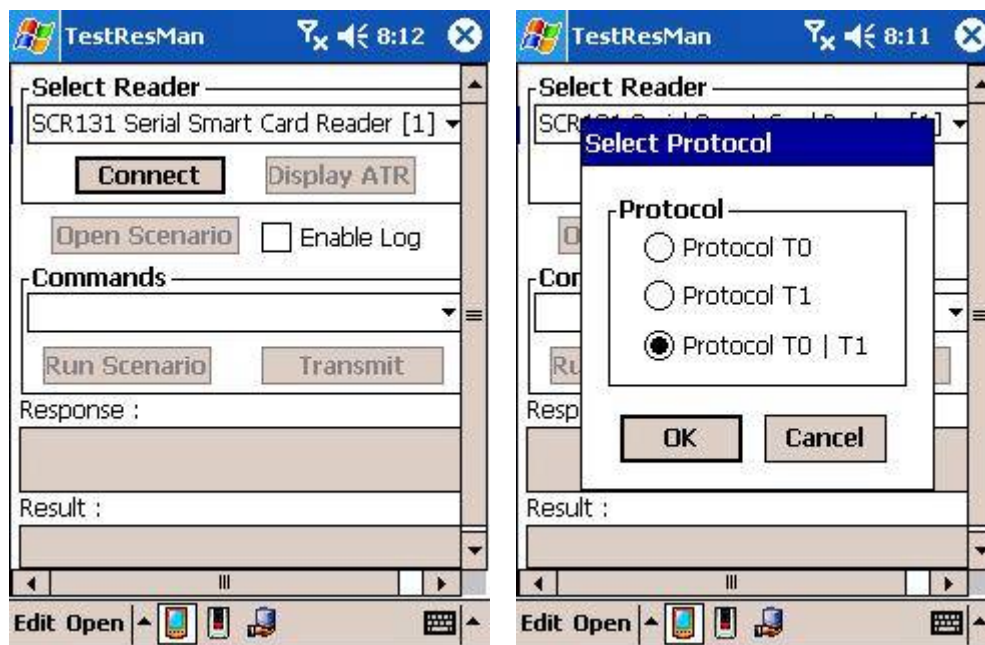 TestResMan 8:12
Select Reader
SCR131 Serial Smart Card Reader [1]
Connect Display ATR
Open Scenario Enable Log
Commands
Run Scenario Transmit
Response :
Result :
Edit Open
TestResMan 8:11
Select Reader
Select Protocol
Protocol
Protocol T0
Protocol T1
Protocol T0 | T1
OK Cancel
Resp
Result :
Edit Open